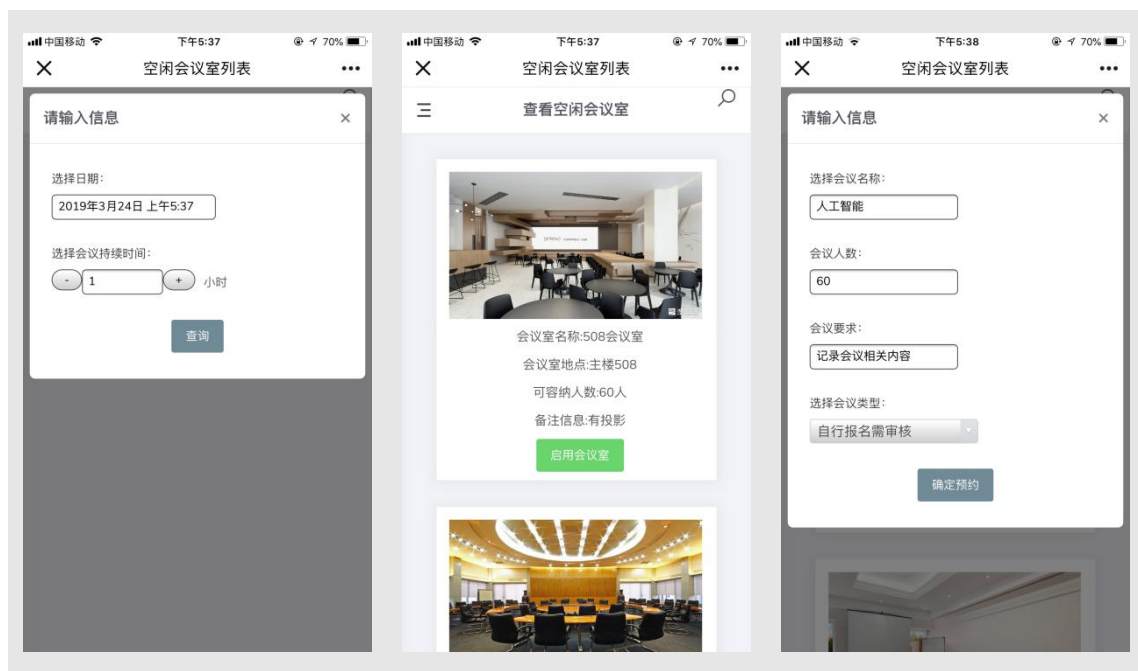 中国移动
下午5:37
70%
空闲会议室列表
请输入信息
选择日期:
2019年3月24日 上午5:37
选择会议持续时间:
- 1 + 小时
查询
中国移动
下午5:37
70%
空闲会议室列表
查看空闲会议室
会议室名称:508会议室
会议室地点:主楼508
可容纳人数:60人
备注信息:有投影
启用会议室
中国移动
下午5:38
70%
空闲会议室列表
请输入信息
选择会议名称:
人工智能
会议人数:
60
会议要求:
记录会议相关内容
选择会议类型:
自行报名需审核
确定预约